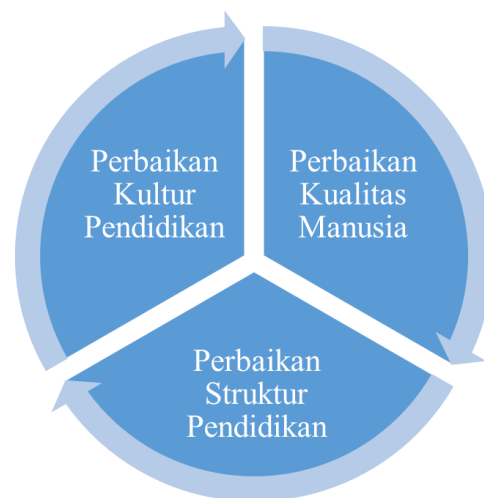 Perbaikan
Kultur
Pendidikan
Perbaikan
Kualitas
Manusia
Perbaikan
Struktur
Pendidikan